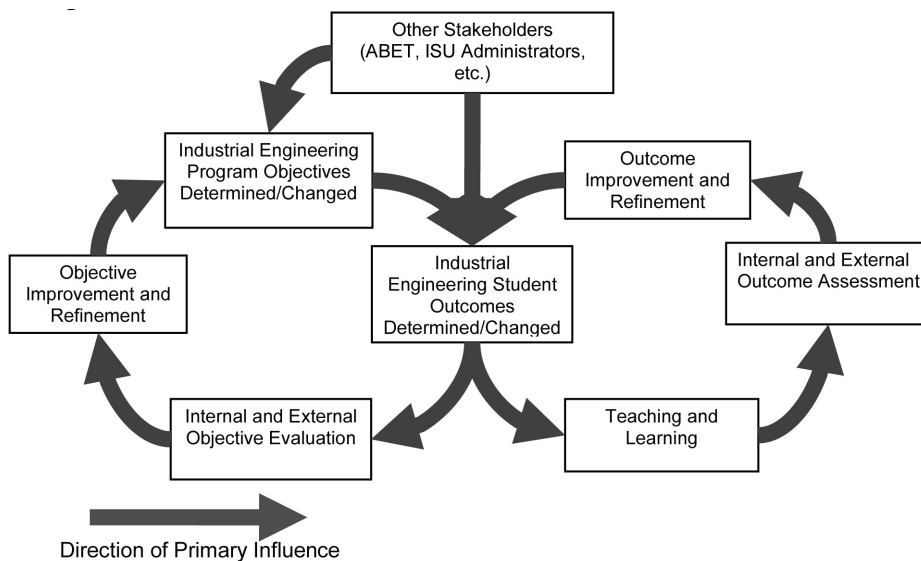 Other Stakeholders
(ABET, ISU Administrators,
etc.)
Industrial Engineering
Program Objectives
Determined/Changed
Outcome
Improvement and
Refinement
Objective
Improvement and
Refinement
Industrial
Engineering Student
Outcomes
Determined/Changed
Internal and External
Outcome Assessment
Internal and External
Objective Evaluation
Teaching and
Learning
Direction of Primary Influence